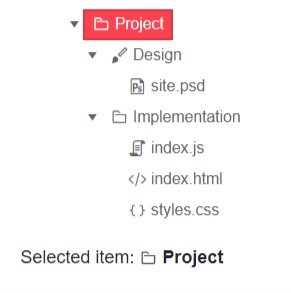 Project
Design
site.psd
Implementation
index.js
index.html
styles.css
Selected item: Project